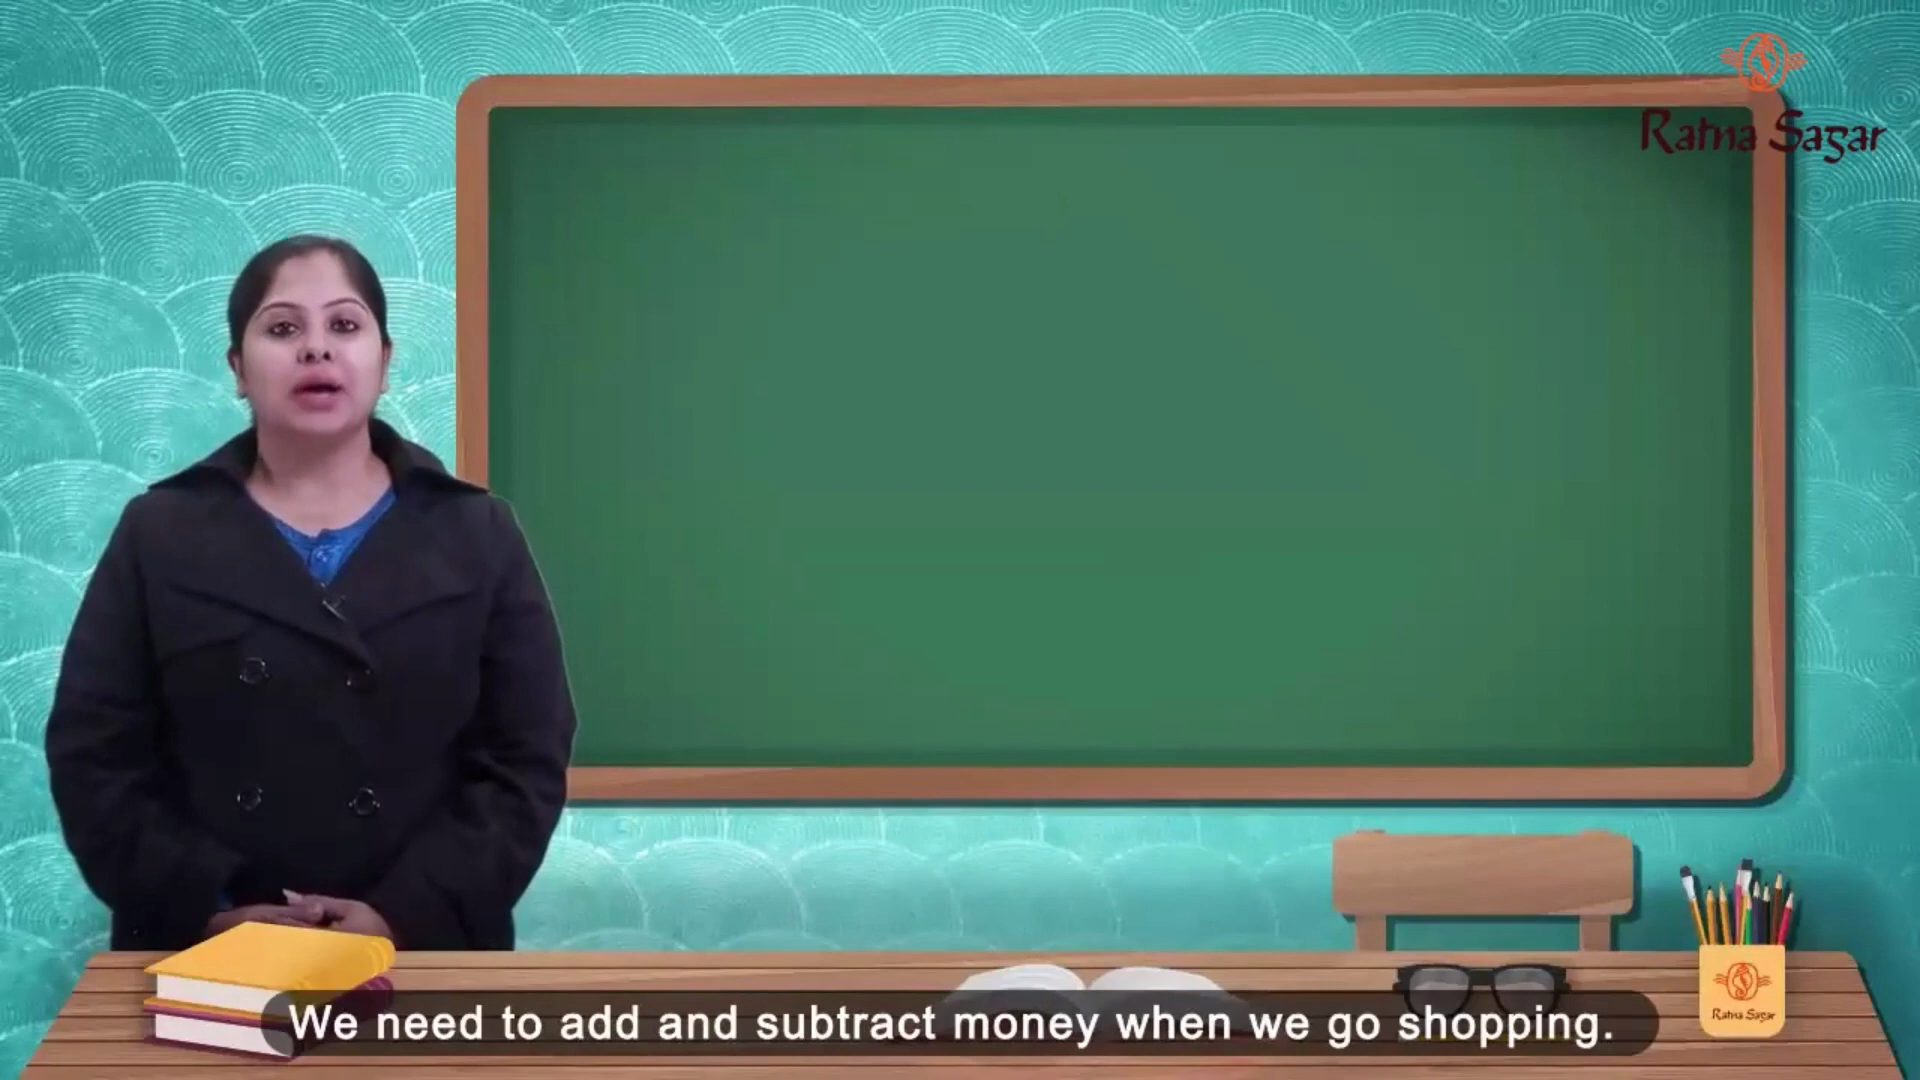 Ratna Sagar
We need to add and subtract money when we go shopping.
Ratna Sagar